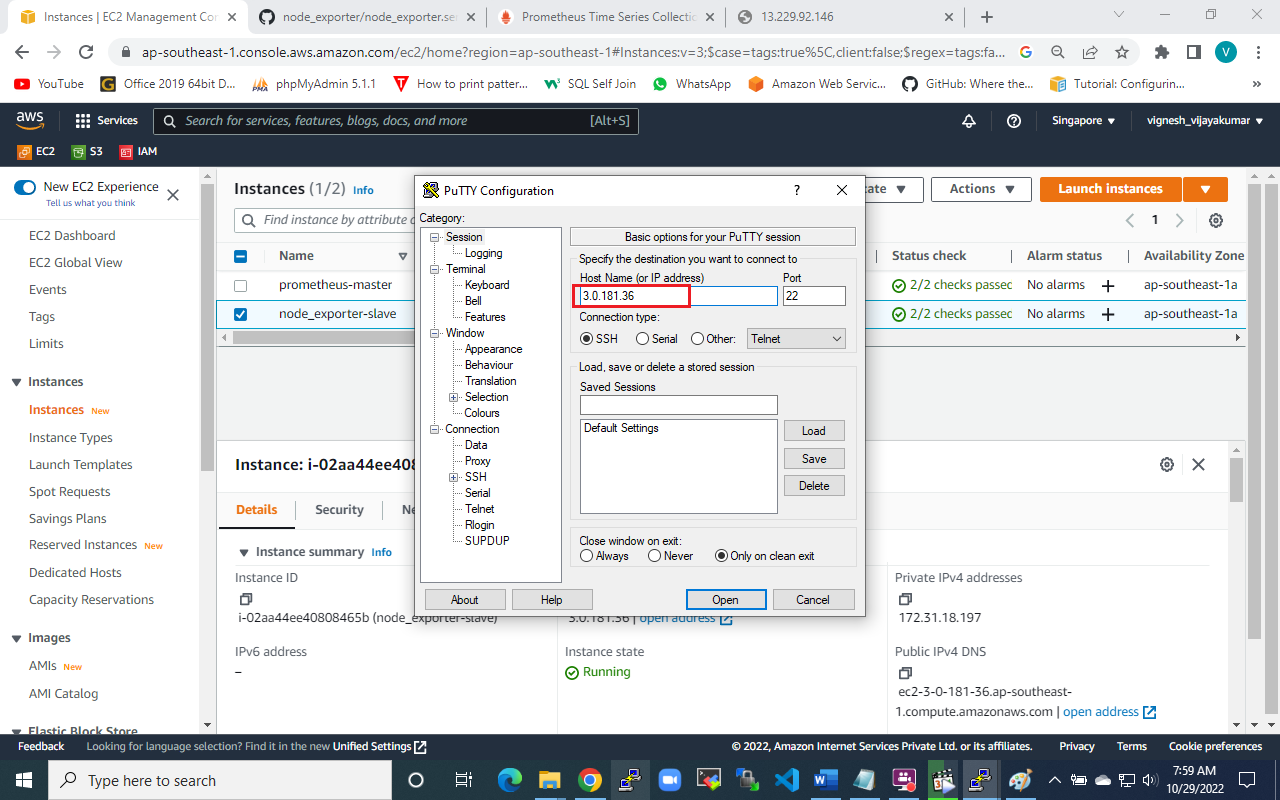 Instances | EC2 Management Con
node_exporter/node_exporter.ser
Prometheus Time Series Collectio
13.229.92.146
ap-southeast-1.console.aws.amazon.com/ec2/home?region=ap-southeast-1#Instances:v=3;$case=tags:true%5C,client:false;$regex=tags:fa...
V
YouTube
Office 2019 64bit D...
phpMyAdmin 5.1.1
How to print patter...
SQL Self Join
WhatsApp
Amazon Web Servic...
GitHub: Where the...
Tutorial: Configurin...
»
aws
Services
Search for services, features, blogs, docs, and more
[Alt+S]
Singapore
vignesh_vijayakumar
EC2
S3
IAM
New EC2 Experience
Tell us what you think
EC2 Dashboard
EC2 Global View
Events
Tags
Limits
Instances
Instances New
Instance Types
Launch Templates
Spot Requests
Savings Plans
Reserved Instances New
Dedicated Hosts
Capacity Reservations
Images
AMIs New
AMI Catalog
Elastic Block Store
Instances (1/2) Info
Actions
Launch instances
Find instance by attribute
1
Name
Status check
Alarm status
Availability Zone
prometheus-master
2/2 checks passed
No alarms
ap-southeast-1a
node_exporter-slave
2/2 checks passed
No alarms
ap-southeast-1a
Instance: i-02aa44ee408
Details
Security
Ne
Instance summary Info
Instance ID
i-02aa44ee40808465b (node_exporter-slave)
3.0.181.36 | open address
Private IPv4 addresses
172.31.18.197
IPv6 address
–
Instance state
Running
Public IPv4 DNS
ec2-3-0-181-36.ap-southeast-
1.compute.amazonaws.com | open address
PuTTY Configuration
?
Category:
Session
Logging
Terminal
Keyboard
Bell
Features
Window
Appearance
Behaviour
Translation
Selection
Colours
Connection
Data
Proxy
SSH
Serial
Telnet
Rlogin
SUPDUP
Basic options for your PuTTY session
Specify the destination you want to connect to
Host Name (or IP address)
Port
3.0.181.36
22
Connection type:
SSH
Serial
Other:
Telnet
Load, save or delete a stored session
Saved Sessions
Default Settings
Load
Save
Delete
Close window on exit:
Always
Never
Only on clean exit
About
Help
Open
Cancel
Feedback
Looking for language selection? Find it in the new Unified Settings
© 2022, Amazon Internet Services Private Ltd. or its affiliates.
Privacy
Terms
Cookie preferences
Type here to search
7:59 AM
10/29/2022